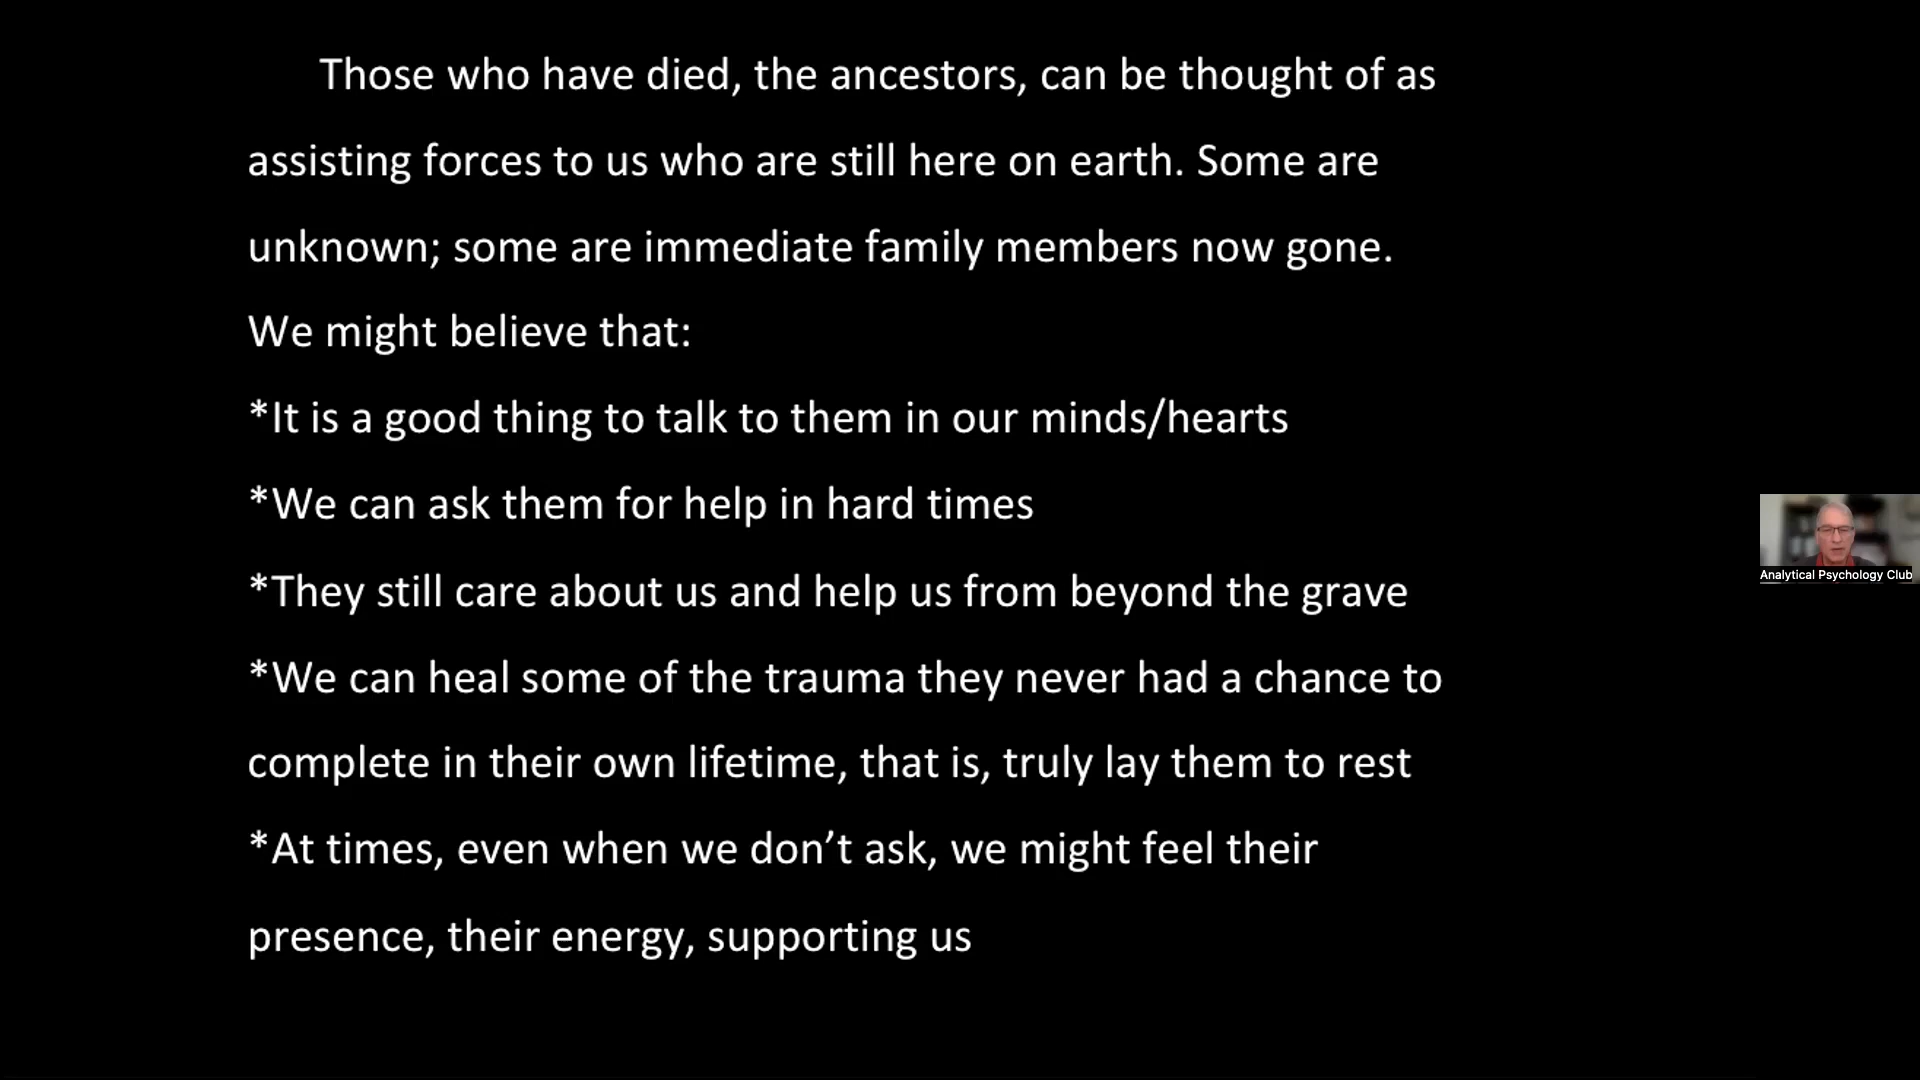 Those who have died, the ancestors, can be thought of as
assisting forces to us who are still here on earth. Some are
unknown; some are immediate family members now gone.
We might believe that:
*It is a good thing to talk to them in our minds/hearts
*We can ask them for help in hard times
*They still care about us and help us from beyond the grave
*We can heal some of the trauma they never had a chance to
complete in their own lifetime, that is, truly lay them to rest
*At times, even when we don’t ask, we might feel their
presence, their energy, supporting us
Analytical Psychology Club